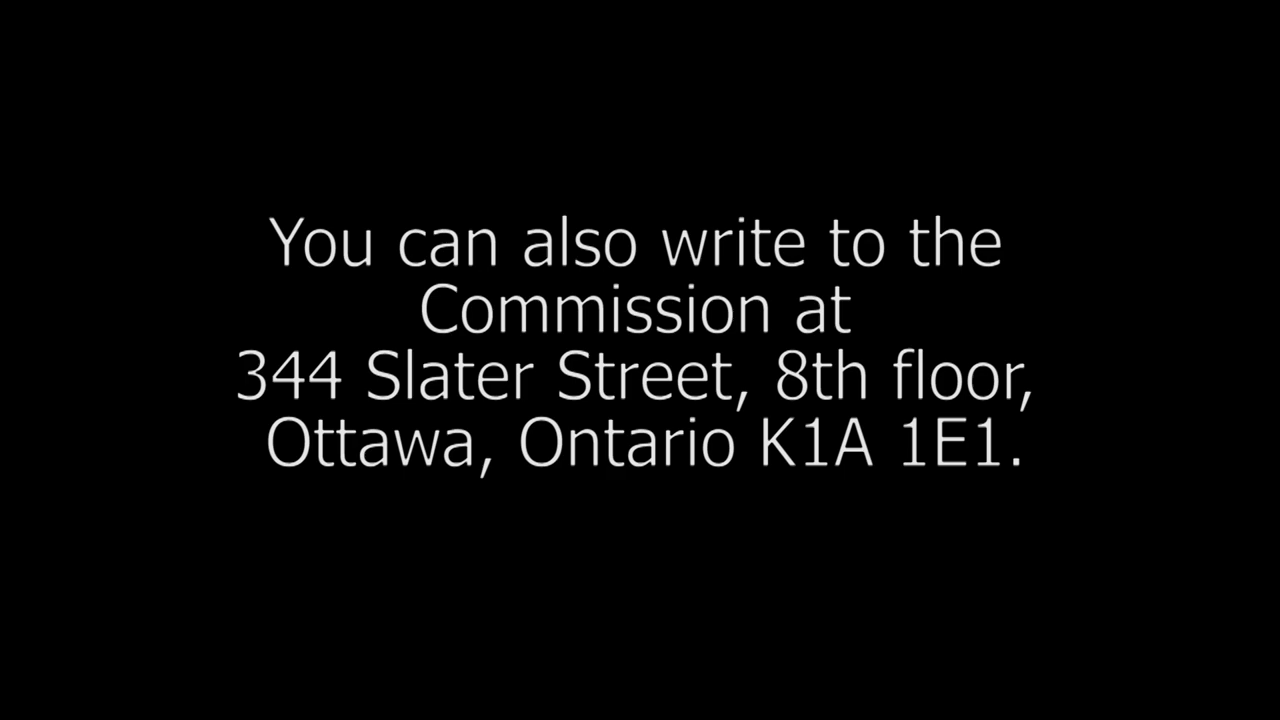 You can also write to the
Commission at
344 Slater Street, 8th floor,
Ottawa, Ontario K1A 1E1.